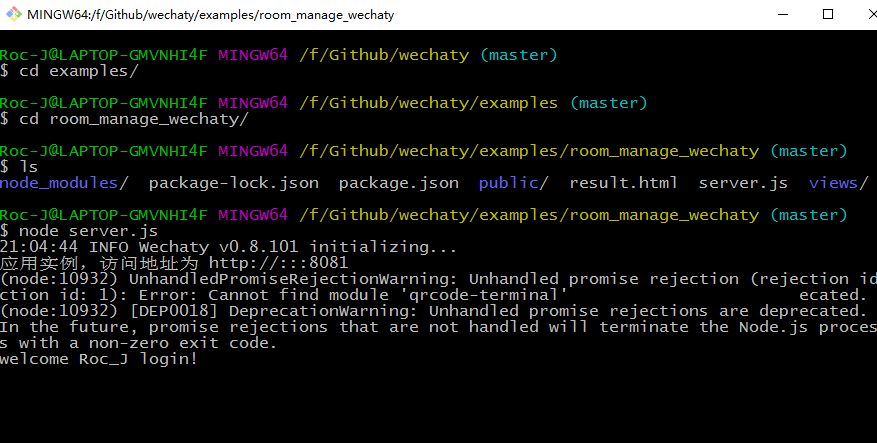 MINGW64:/f/Github/wechaty/examples/room_manage_wechaty
Roc-J@LAPTOP-GMVNHI4F MINGW64 /f/Github/wechaty (master)
$ cd examples/
Roc-J@LAPTOP-GMVNHI4F MINGW64 /f/Github/wechaty/examples (master)
$ cd room_manage_wechaty/
Roc-J@LAPTOP-GMVNHI4F MINGW64 /f/Github/wechaty/examples/room_manage_wechaty (master)
$ ls
node_modules/ package-lock.json package.json public/ result.html server.js views/
Roc-J@LAPTOP-GMVNHI4F MINGW64 /f/Github/wechaty/examples/room_manage_wechaty (master)
$ node server.js
21:04:44 INFO Wechaty v0.8.101 initializing...
应用实例，访问地址为 http://:::8081
(node:10932) UnhandledPromiseRejectionWarning: Unhandled promise rejection (rejection id
ction id: 1): Error: Cannot find module 'qrcode-terminal' ecated.
(node:10932) [DEP0018] DeprecationWarning: Unhandled promise rejections are deprecated.
In the future, promise rejections that are not handled will terminate the Node.js proces
s with a non-zero exit code.
welcome Roc_J login!